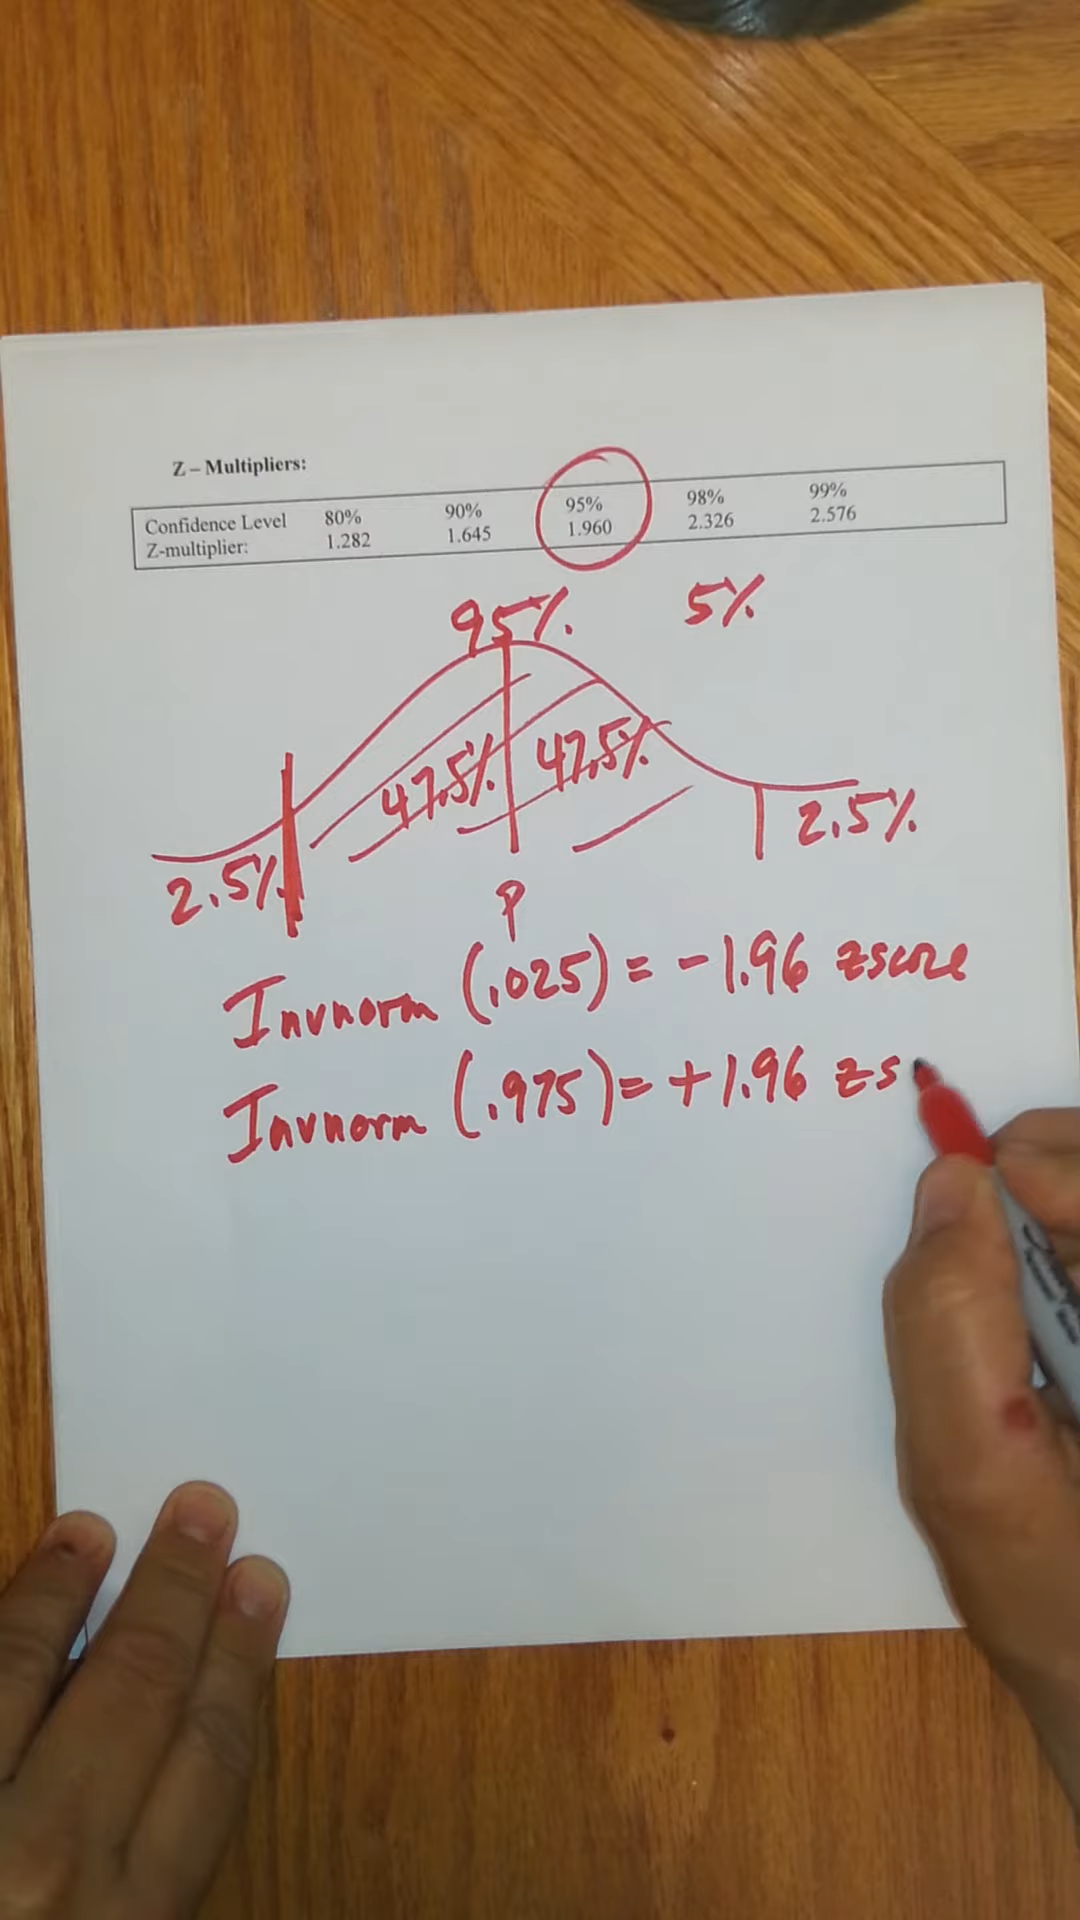 Z – Multipliers:
Confidence Level 80% 90% 95% 98% 99%
Z-multiplier: 1.282 1.645 1.960 2.326 2.576
95%. 5%
47.5% 47.5%
2.5% 2.5%
P
Invnorm (.025) = -1.96 zscore
Invnorm (.975) = +1.96 zs